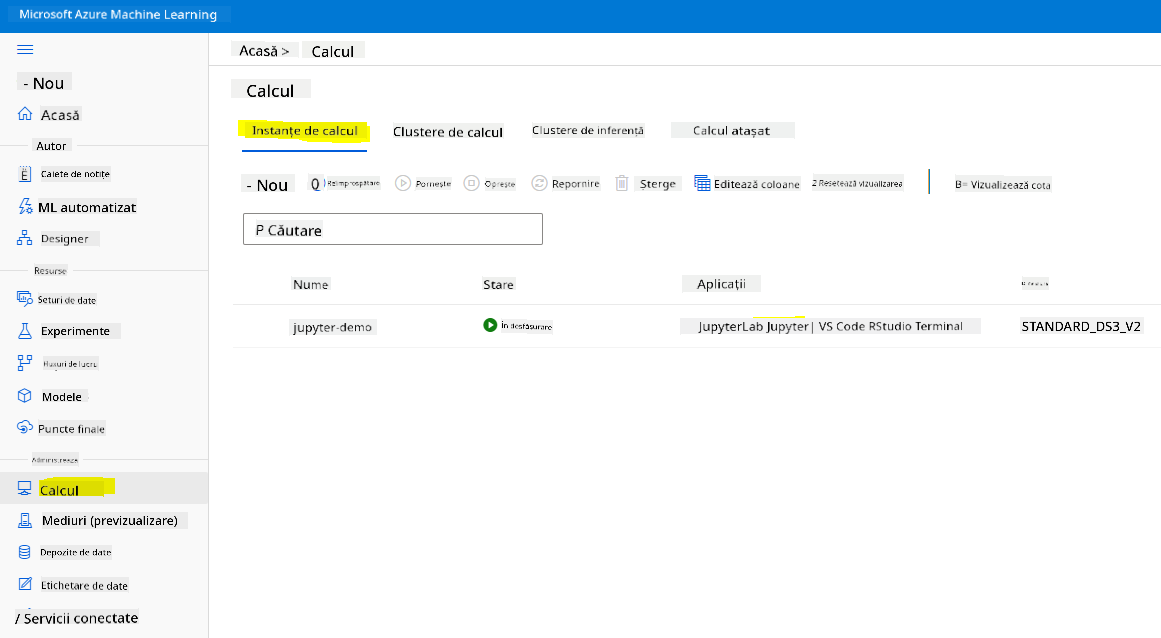 Microsoft Azure Machine Learning
- Nou
Acasă
Autor
Caiete de notițe
ML automatizat
Designer
Resurse
Seturi de date
Experimente
Fluxuri de lucru
Modele
Puncte finale
Administrează
Calcul
Mediuri (previzualizare)
Depozite de date
Etichetare de date
/ Servicii conectate
Acasă > Calcul
Calcul
Instanțe de calcul Clustere de calcul Clustere de inferență Calcul atașat
- Nou Reîmprospătare Pornește Oprește Repornire Șterge Editează coloane 2 Resetează vizualizarea B= Vizualizează cota
P Căutare
Nume Stare Aplicații
jupyter-demo În desfășurare JupyterLab Jupyter| VS Code RStudio Terminal STANDARD_DS3_V2